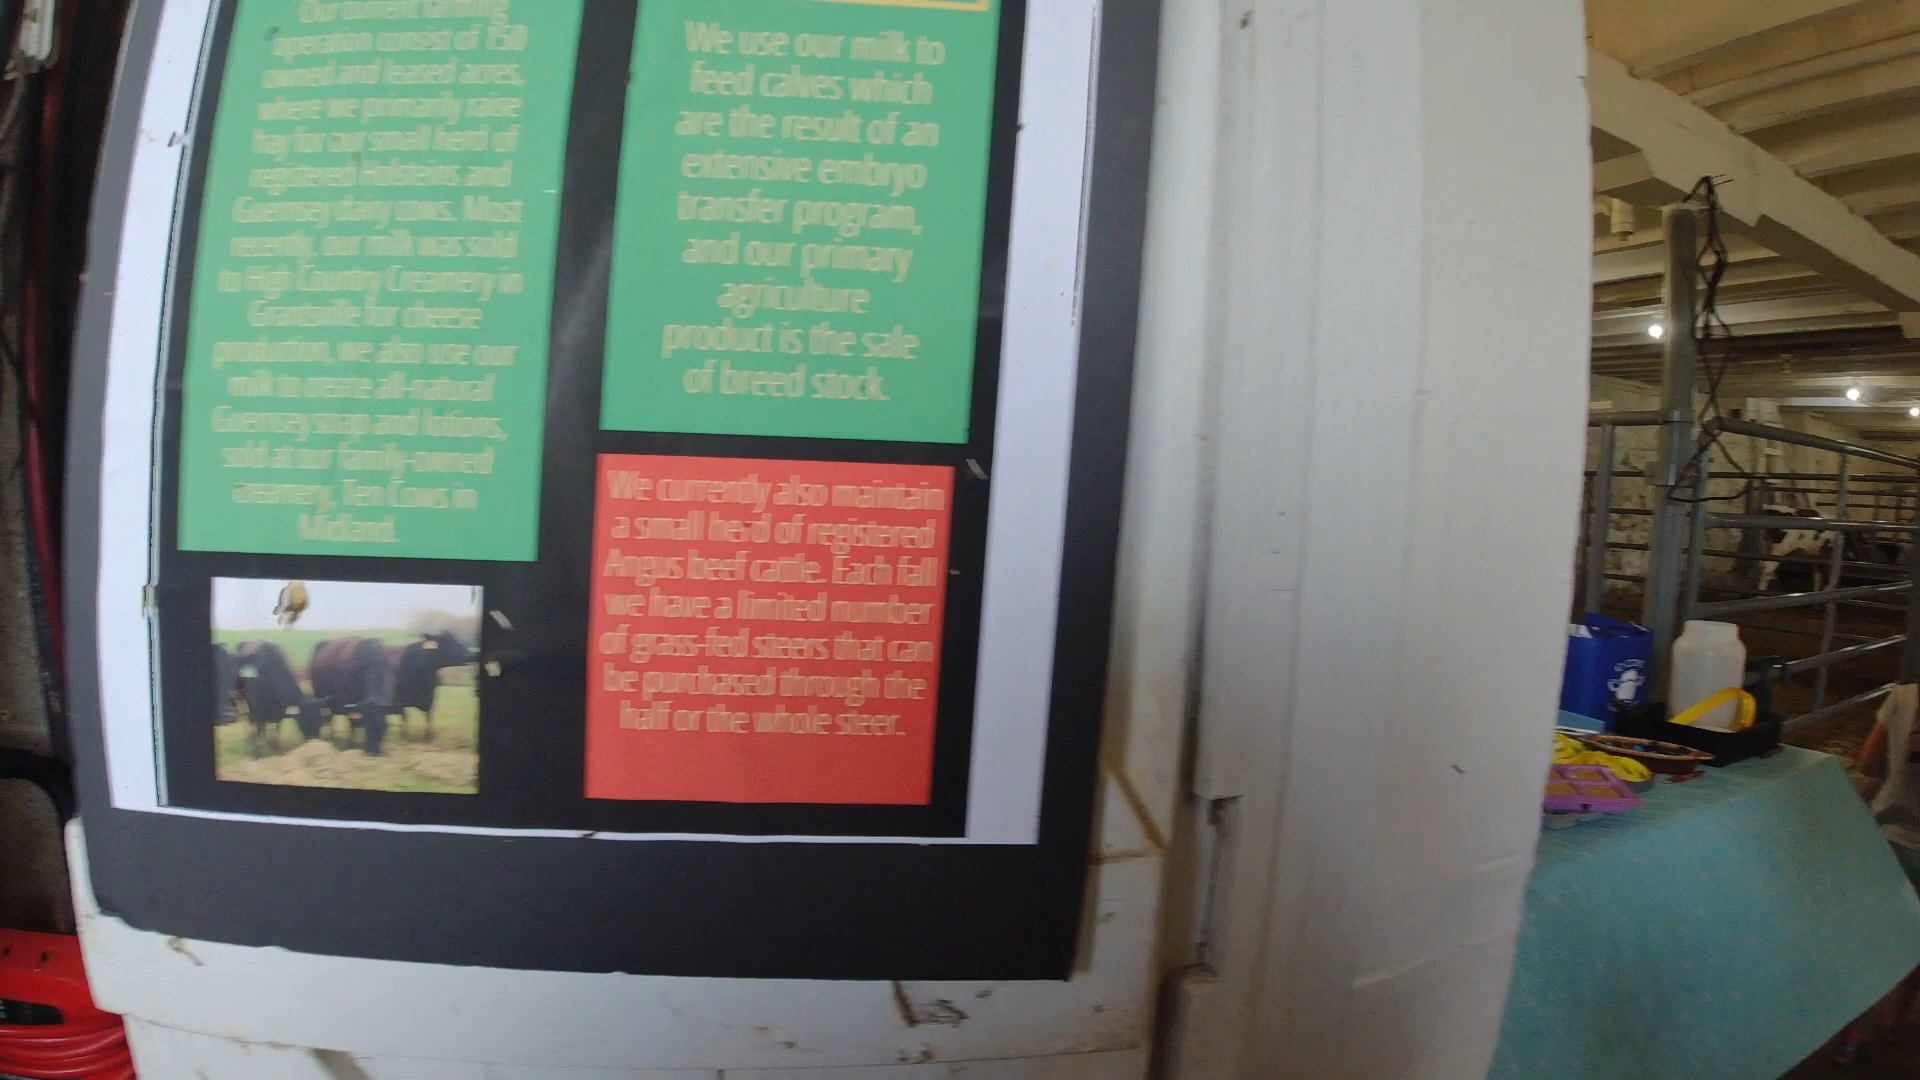 Our current farming
operation consist of 150
owned and leased acres,
where we primarily raise
hay for our small herd of
registered Holsteins and
Guernsey dairy cows. Most
recently, our milk was sold
to High Country Creamery in
Grantsville for cheese
production, we also use our
milk to create all-natural
Guernsey soap and lotions,
sold at our family-owned
creamery, Ten Cows in
Midland.
We use our milk to
feed calves which
are the result of an
extensive embryo
transfer program,
and our primary
agriculture
product is the sale
of breed stock.
We currently also maintain
a small herd of registered
Angus beef cattle. Each fall
we have a limited number
of grass-fed steers that can
be purchased through the
half or the whole steer.